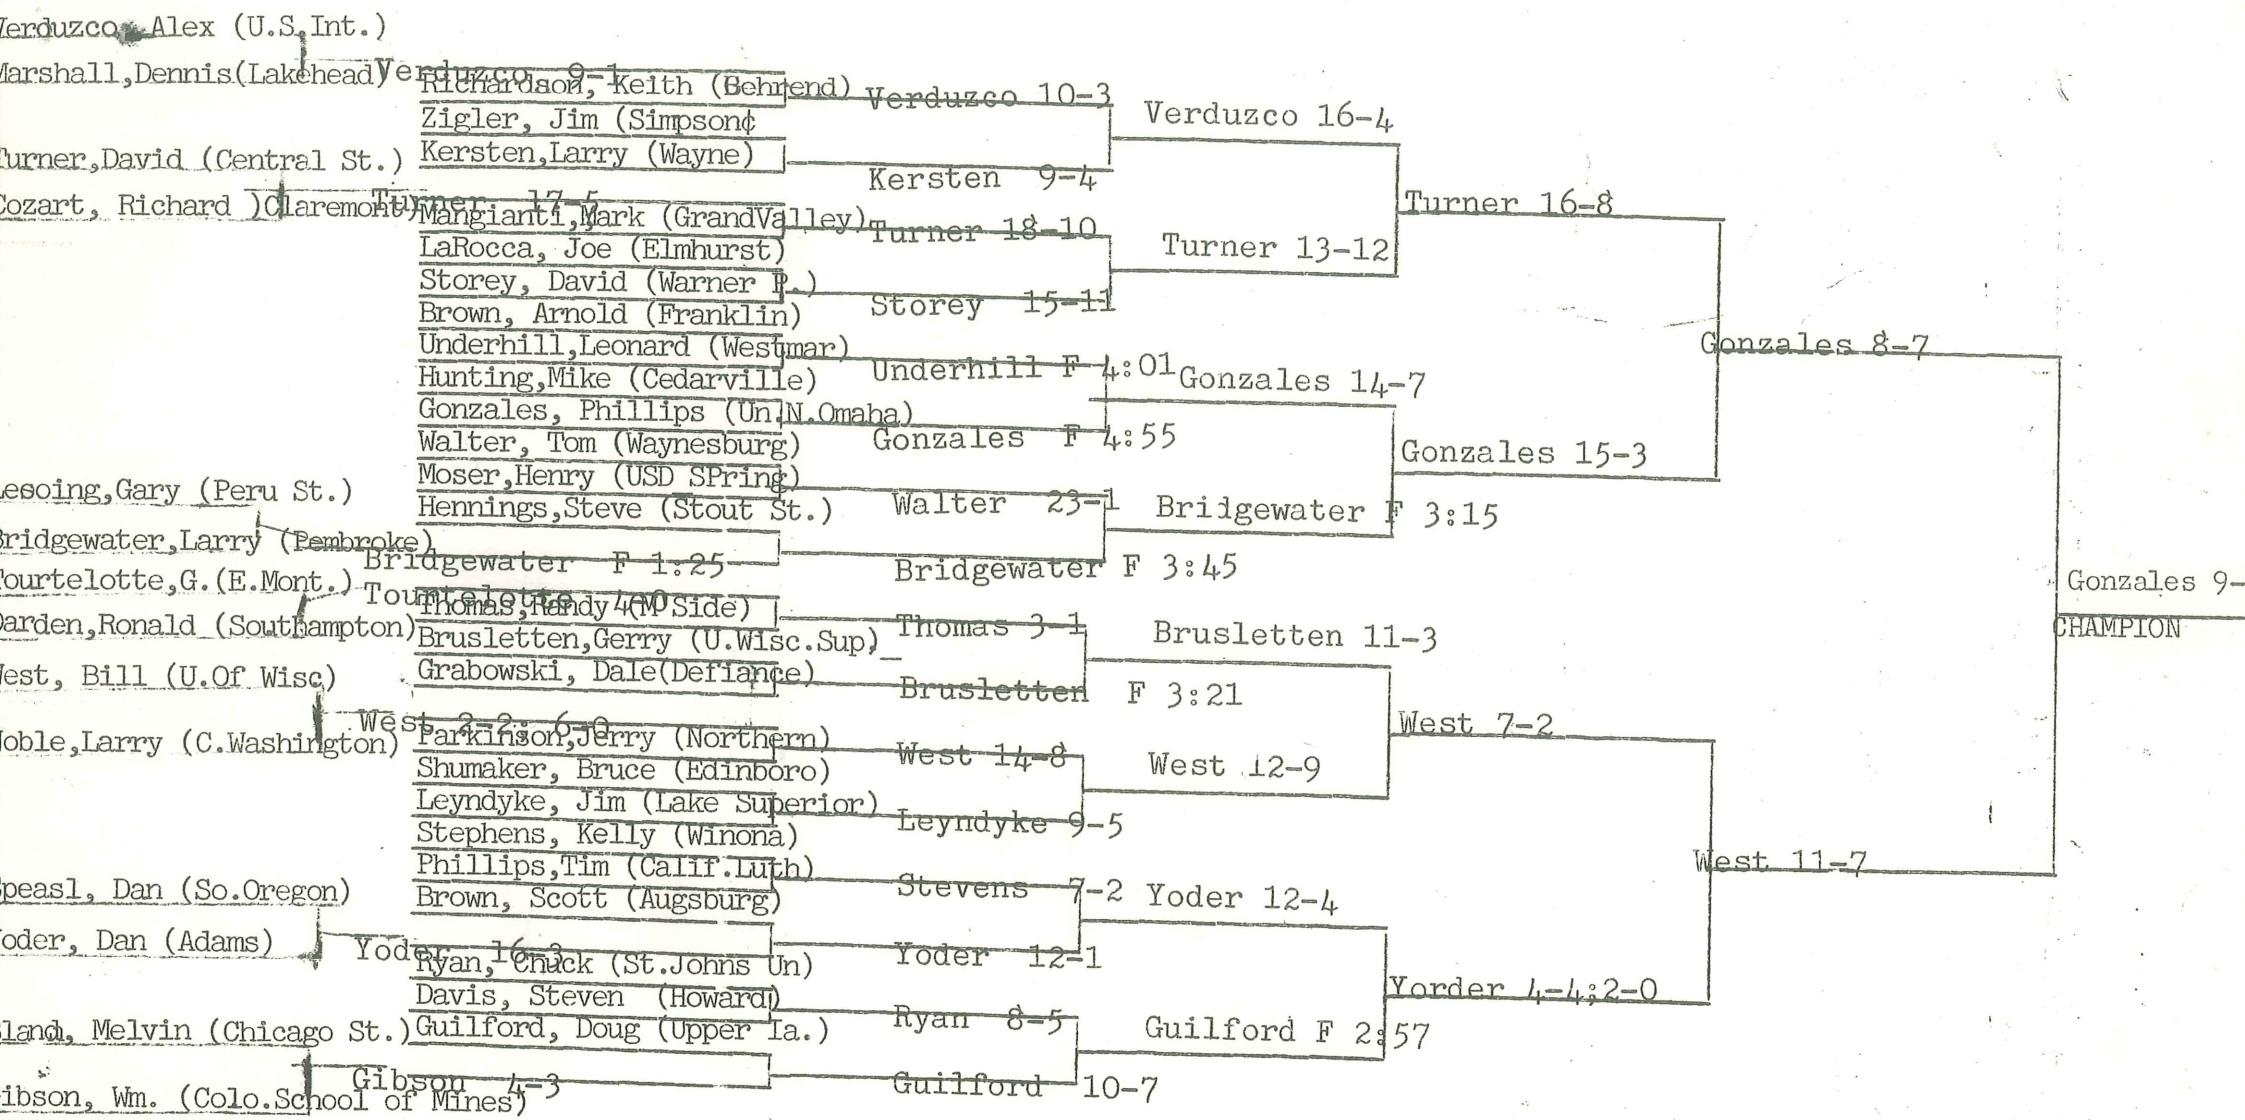 Verduzco, Alex (U.S.Int.)
Marshall,Dennis(Lakehead)
Verduzco 9-1
Richardson, Keith (Behrend)
Verduzco 10-3
Verduzco 16-4
Zigler, Jim (Simpson¢
Kersten,Larry (Wayne)
Kersten 9-4
Turner,David (Central St.)
Cozart, Richard )Claremont)
Turner 17-5
Turner 16-8
Mangianti,Mark (GrandValley)
Turner 18-10
Turner 13-12
LaRocca, Joe (Elmhurst)
Storey, David (Warner P.)
Storey 15-11
Brown, Arnold (Franklin)
Gonzales 8-7
Underhill,Leonard (Westmar)
Underhill F 4:01
Gonzales 14-7
Hunting,Mike (Cedarville)
Gonzales, Phillips (Un.N.Omaha)
Gonzales F 4:55
Walter, Tom (Waynesburg)
Gonzales 15-3
Moser,Henry (USD SPring)
Walter 23-1
Bridgewater F 3:15
Lesoing,Gary (Peru St.)
Hennings,Steve (Stout St.)
Bridgewater,Larry (Pembroke)
Bridgewater F 1:25
Bridgewater F 3:45
Gonzales 9-
CHAMPION
Tourtelotte,G.(E.Mont.)
Tourtelotte 4-0
Thomas,Randy (M Side)
Thomas 3-1
Brusletten 11-3
Darden,Ronald (Southampton)
Brusletten,Gerry (U.Wisc.Sup)
West, Bill (U.Of Wisc)
Grabowski, Dale(Defiance)
Brusletten F 3:21
West 2-2; 6-0
West 7-2
Noble,Larry (C.Washington)
Parkinson,Jerry (Northern)
West 14-8
West 12-9
Shumaker, Bruce (Edinboro)
Leyndyke, Jim (Lake Superior)
Leyndyke 9-5
Stephens, Kelly (Winona)
West 11-7
Phillips,Tim (Calif.Luth)
Stevens 7-2
Yoder 12-4
Speasl, Dan (So.Oregon)
Brown, Scott (Augsburg)
Yoder, Dan (Adams)
Yoder 16-3
Yoder 12-1
Ryan, Chuck (St.Johns Un)
Yorder 4-4;2-0
Davis, Steven (Howard)
Ryan 8-5
Guilford F 2:57
land, Melvin (Chicago St.)
Guilford, Doug (Upper Ia.)
Gibson 4-3
Guilford 10-7
Gibson, Wm. (Colo.School of Mines)